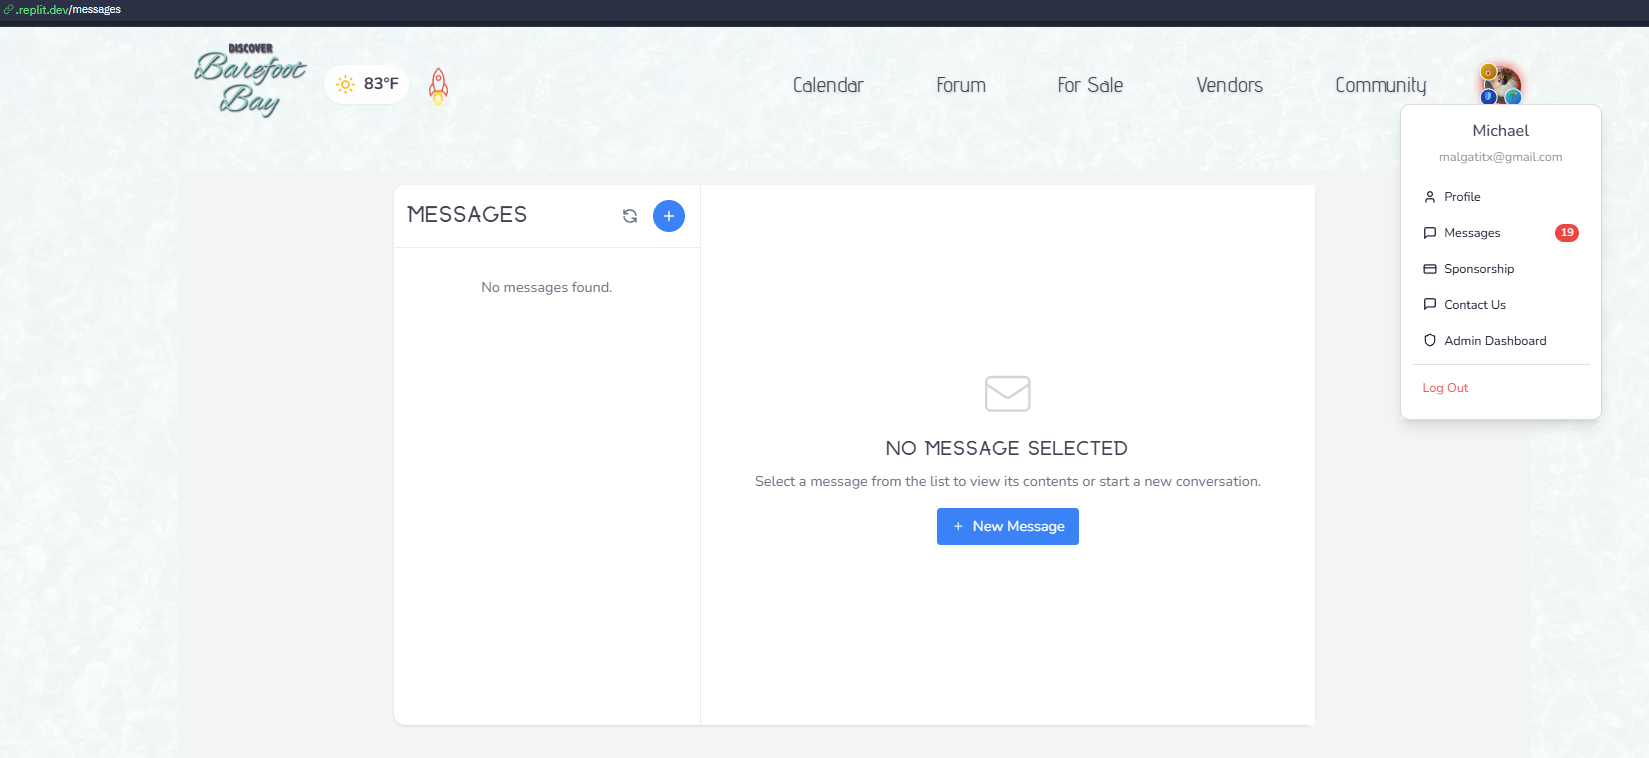 .replit.dev/messages
DISCOVER
Barefoot
Bay
83°F
Calendar
Forum
For Sale
Vendors
Community
Michael
malgatitx@gmail.com
Profile
Messages
19
Sponsorship
Contact Us
Admin Dashboard
Log Out
MESSAGES
+
No messages found.
NO MESSAGE SELECTED
Select a message from the list to view its contents or start a new conversation.
+ New Message